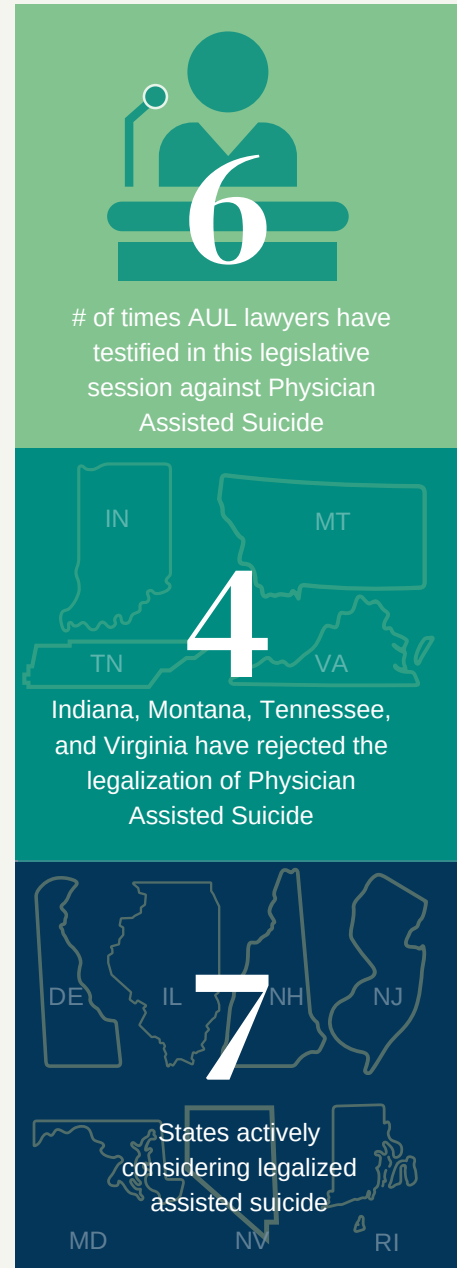 6
# of times AUL lawyers have
testified in this legislative
session against Physician
Assisted Suicide
IN
MT
4
TN
VA
Indiana, Montana, Tennessee,
and Virginia have rejected the
legalization of Physician
Assisted Suicide
7
DE
IL
NH
NJ
States actively
considering legalized
assisted suicide
MD
NV
RI